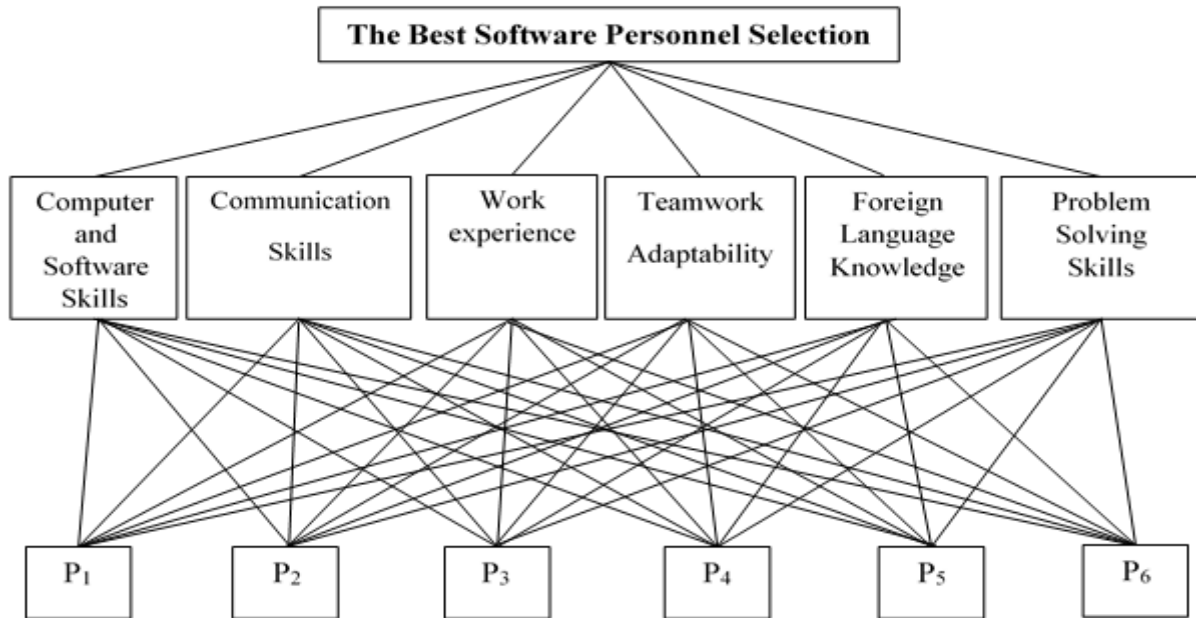 The Best Software Personnel Selection
Computer
and
Software
Skills
Communication
Skills
Work
experience
Teamwork
Adaptability
Foreign
Language
Knowledge
Problem
Solving
Skills
P₁
P₂
P₃
P₄
P₅
P₆